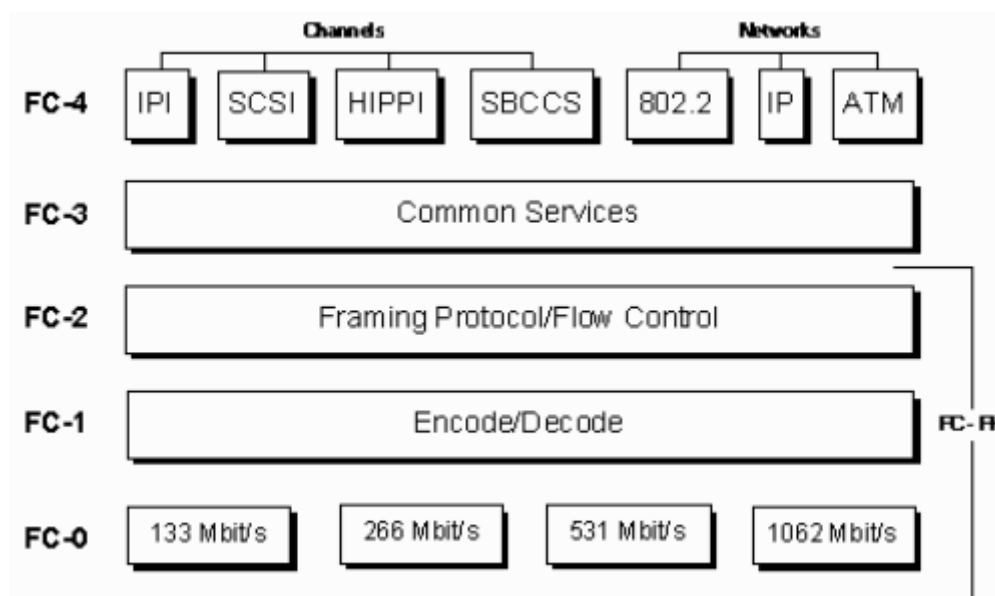 Channels Networks
FC-4 IPI SCSI HIPPI SBCCS 802.2 IP ATM
FC-3 Common Services
FC-2 Framing Protocol/Flow Control
FC-1 Encode/Decode
FC-0 133 Mbit/s 266 Mbit/s 531 Mbit/s 1062 Mbit/s